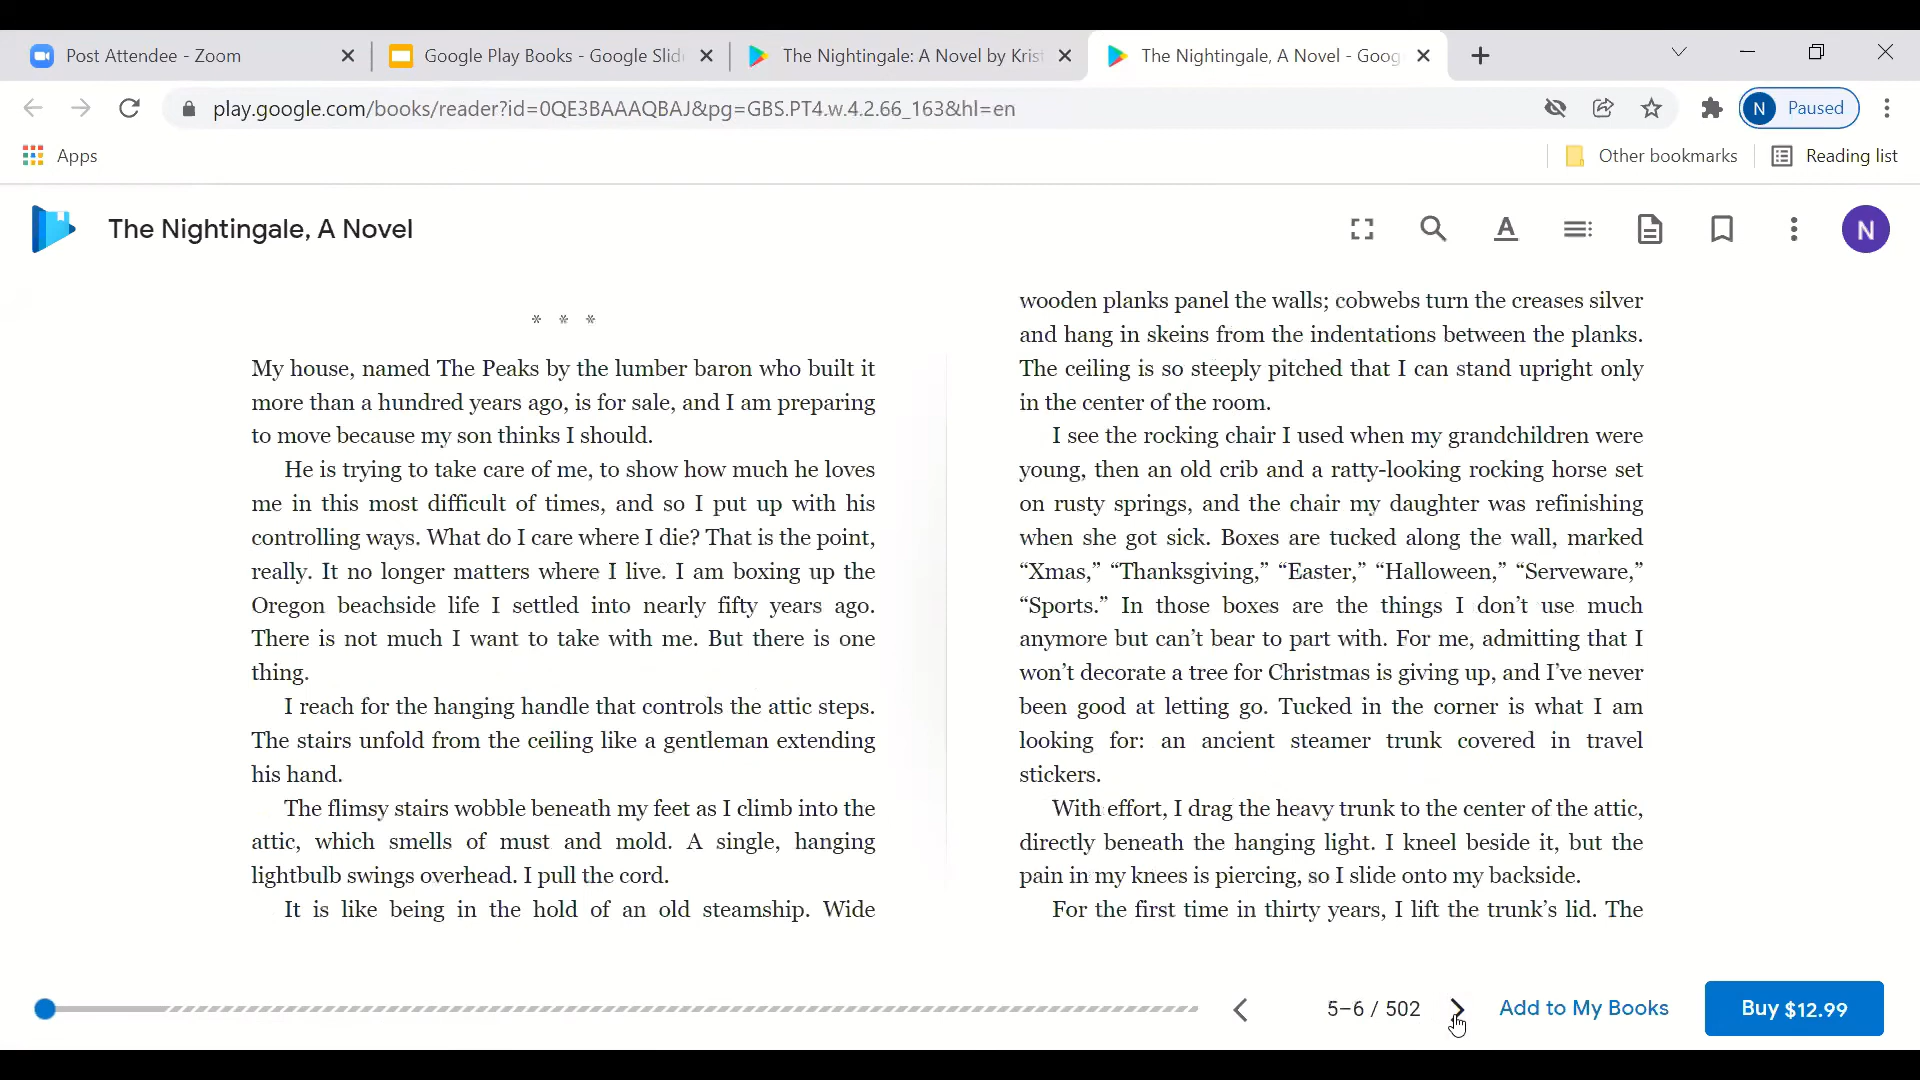 Post Attendee - Zoom
Google Play Books - Google Slid
The Nightingale: A Novel by Krist
The Nightingale, A Novel - Goog
play.google.com/books/reader?id=0QE3BAAAQBAJ&pg=GBS.PT4.w.4.2.66_163&hl=en
N Paused
Apps
Other bookmarks
Reading list
The Nightingale, A Novel
A
N
* * *
My house, named The Peaks by the lumber baron who built it
more than a hundred years ago, is for sale, and I am preparing
to move because my son thinks I should.
He is trying to take care of me, to show how much he loves
me in this most difficult of times, and so I put up with his
controlling ways. What do I care where I die? That is the point,
really. It no longer matters where I live. I am boxing up the
Oregon beachside life I settled into nearly fifty years ago.
There is not much I want to take with me. But there is one
thing.
I reach for the hanging handle that controls the attic steps.
The stairs unfold from the ceiling like a gentleman extending
his hand.
The flimsy stairs wobble beneath my feet as I climb into the
attic, which smells of must and mold. A single, hanging
lightbulb swings overhead. I pull the cord.
It is like being in the hold of an old steamship. Wide
wooden planks panel the walls; cobwebs turn the creases silver
and hang in skeins from the indentations between the planks.
The ceiling is so steeply pitched that I can stand upright only
in the center of the room.
I see the rocking chair I used when my grandchildren were
young, then an old crib and a ratty-looking rocking horse set
on rusty springs, and the chair my daughter was refinishing
when she got sick. Boxes are tucked along the wall, marked
“Xmas,” “Thanksgiving,” “Easter,” “Halloween,” “Serveware,”
“Sports.” In those boxes are the things I don’t use much
anymore but can’t bear to part with. For me, admitting that I
won’t decorate a tree for Christmas is giving up, and I’ve never
been good at letting go. Tucked in the corner is what I am
looking for: an ancient steamer trunk covered in travel
stickers.
With effort, I drag the heavy trunk to the center of the attic,
directly beneath the hanging light. I kneel beside it, but the
pain in my knees is piercing, so I slide onto my backside.
For the first time in thirty years, I lift the trunk’s lid. The
5–6 / 502
Add to My Books
Buy $12.99